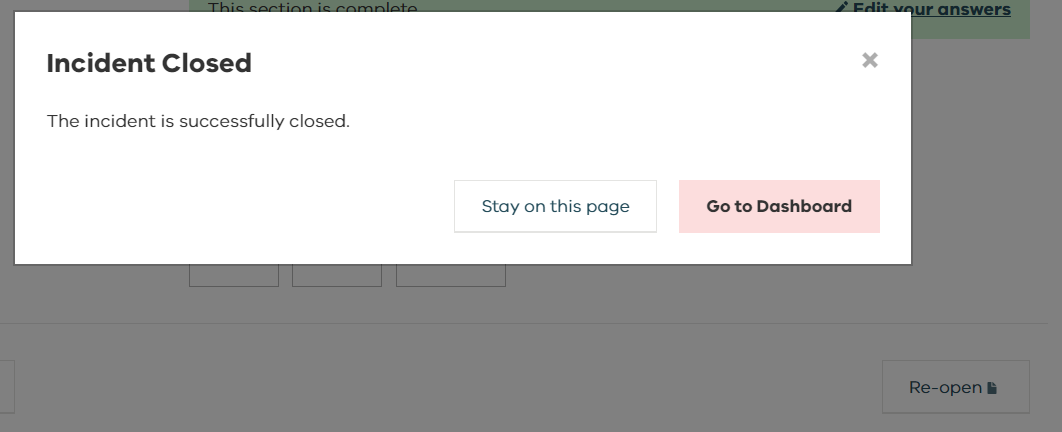 This section is complete
Edit your answers
Incident Closed
The incident is successfully closed.
Stay on this page
Go to Dashboard
Re-open